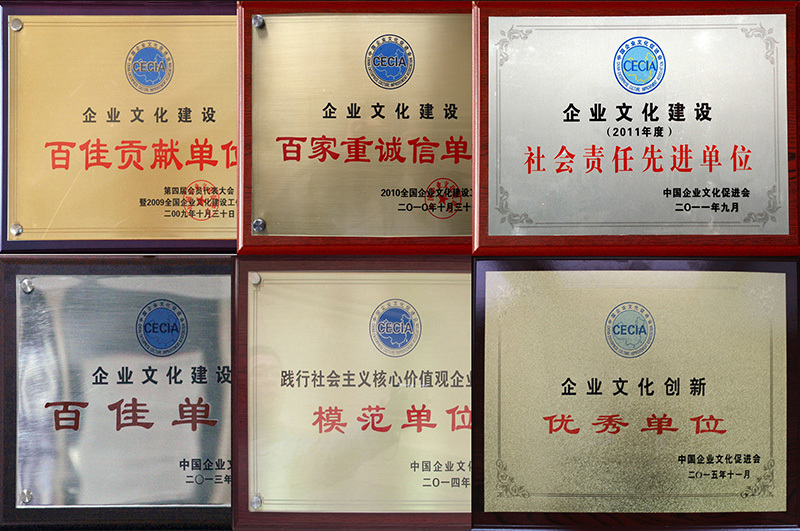 CECIA
企业文化建设
百佳贡献单位
第四届会员代表大会
暨2009全国企业文化建设工
二00九年十月三十日
CECIA
企业文化建设
百家重诚信单
2010全国企业文化建设工
二〇一〇年十月三十
CECIA
企业文化建设
(2011年度)
社会责任先进单位
中国企业文化促进会
二〇一一年九月
CECIA
企业文化建设
百佳单
中国企业文
二〇一三年
CECIA
践行社会主义核心价值观企业
模范单位
中国企业文化
二〇一四年
CECIA
企业文化创新
优秀单位
中国企业文化促进会
二〇一五年十一月